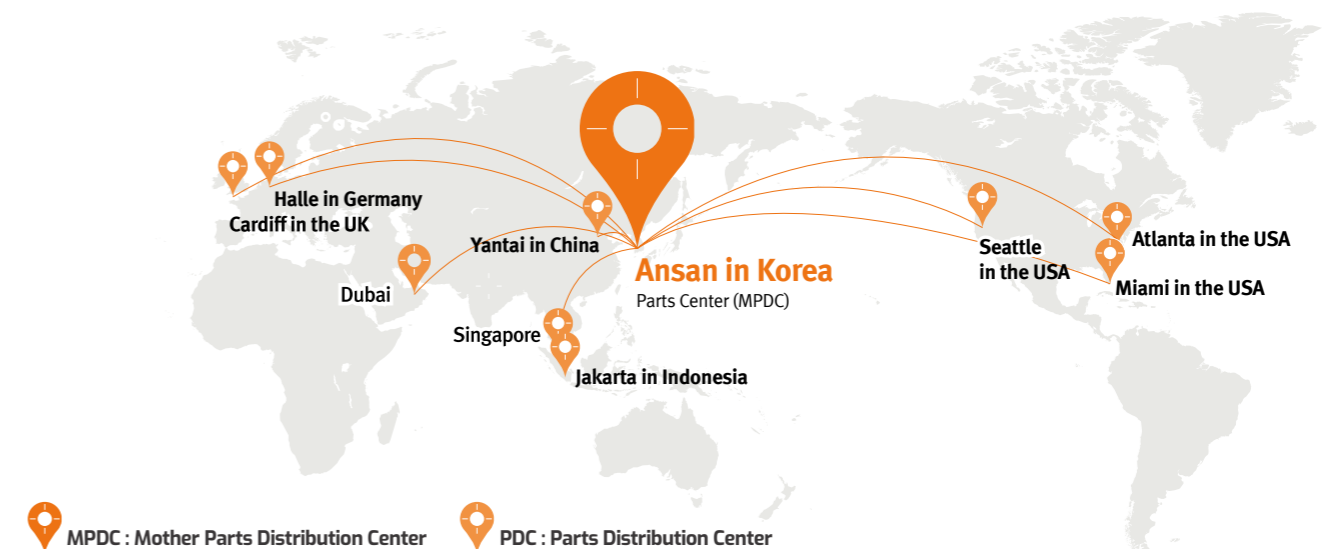 Halle in Germany
Cardiff in the UK
Yantai in China
Dubai
Singapore
Jakarta in Indonesia
Ansan in Korea
Parts Center (MPDC)
Seattle
in the USA
Atlanta in the USA
Miami in the USA
MPDC : Mother Parts Distribution Center
PDC : Parts Distribution Center